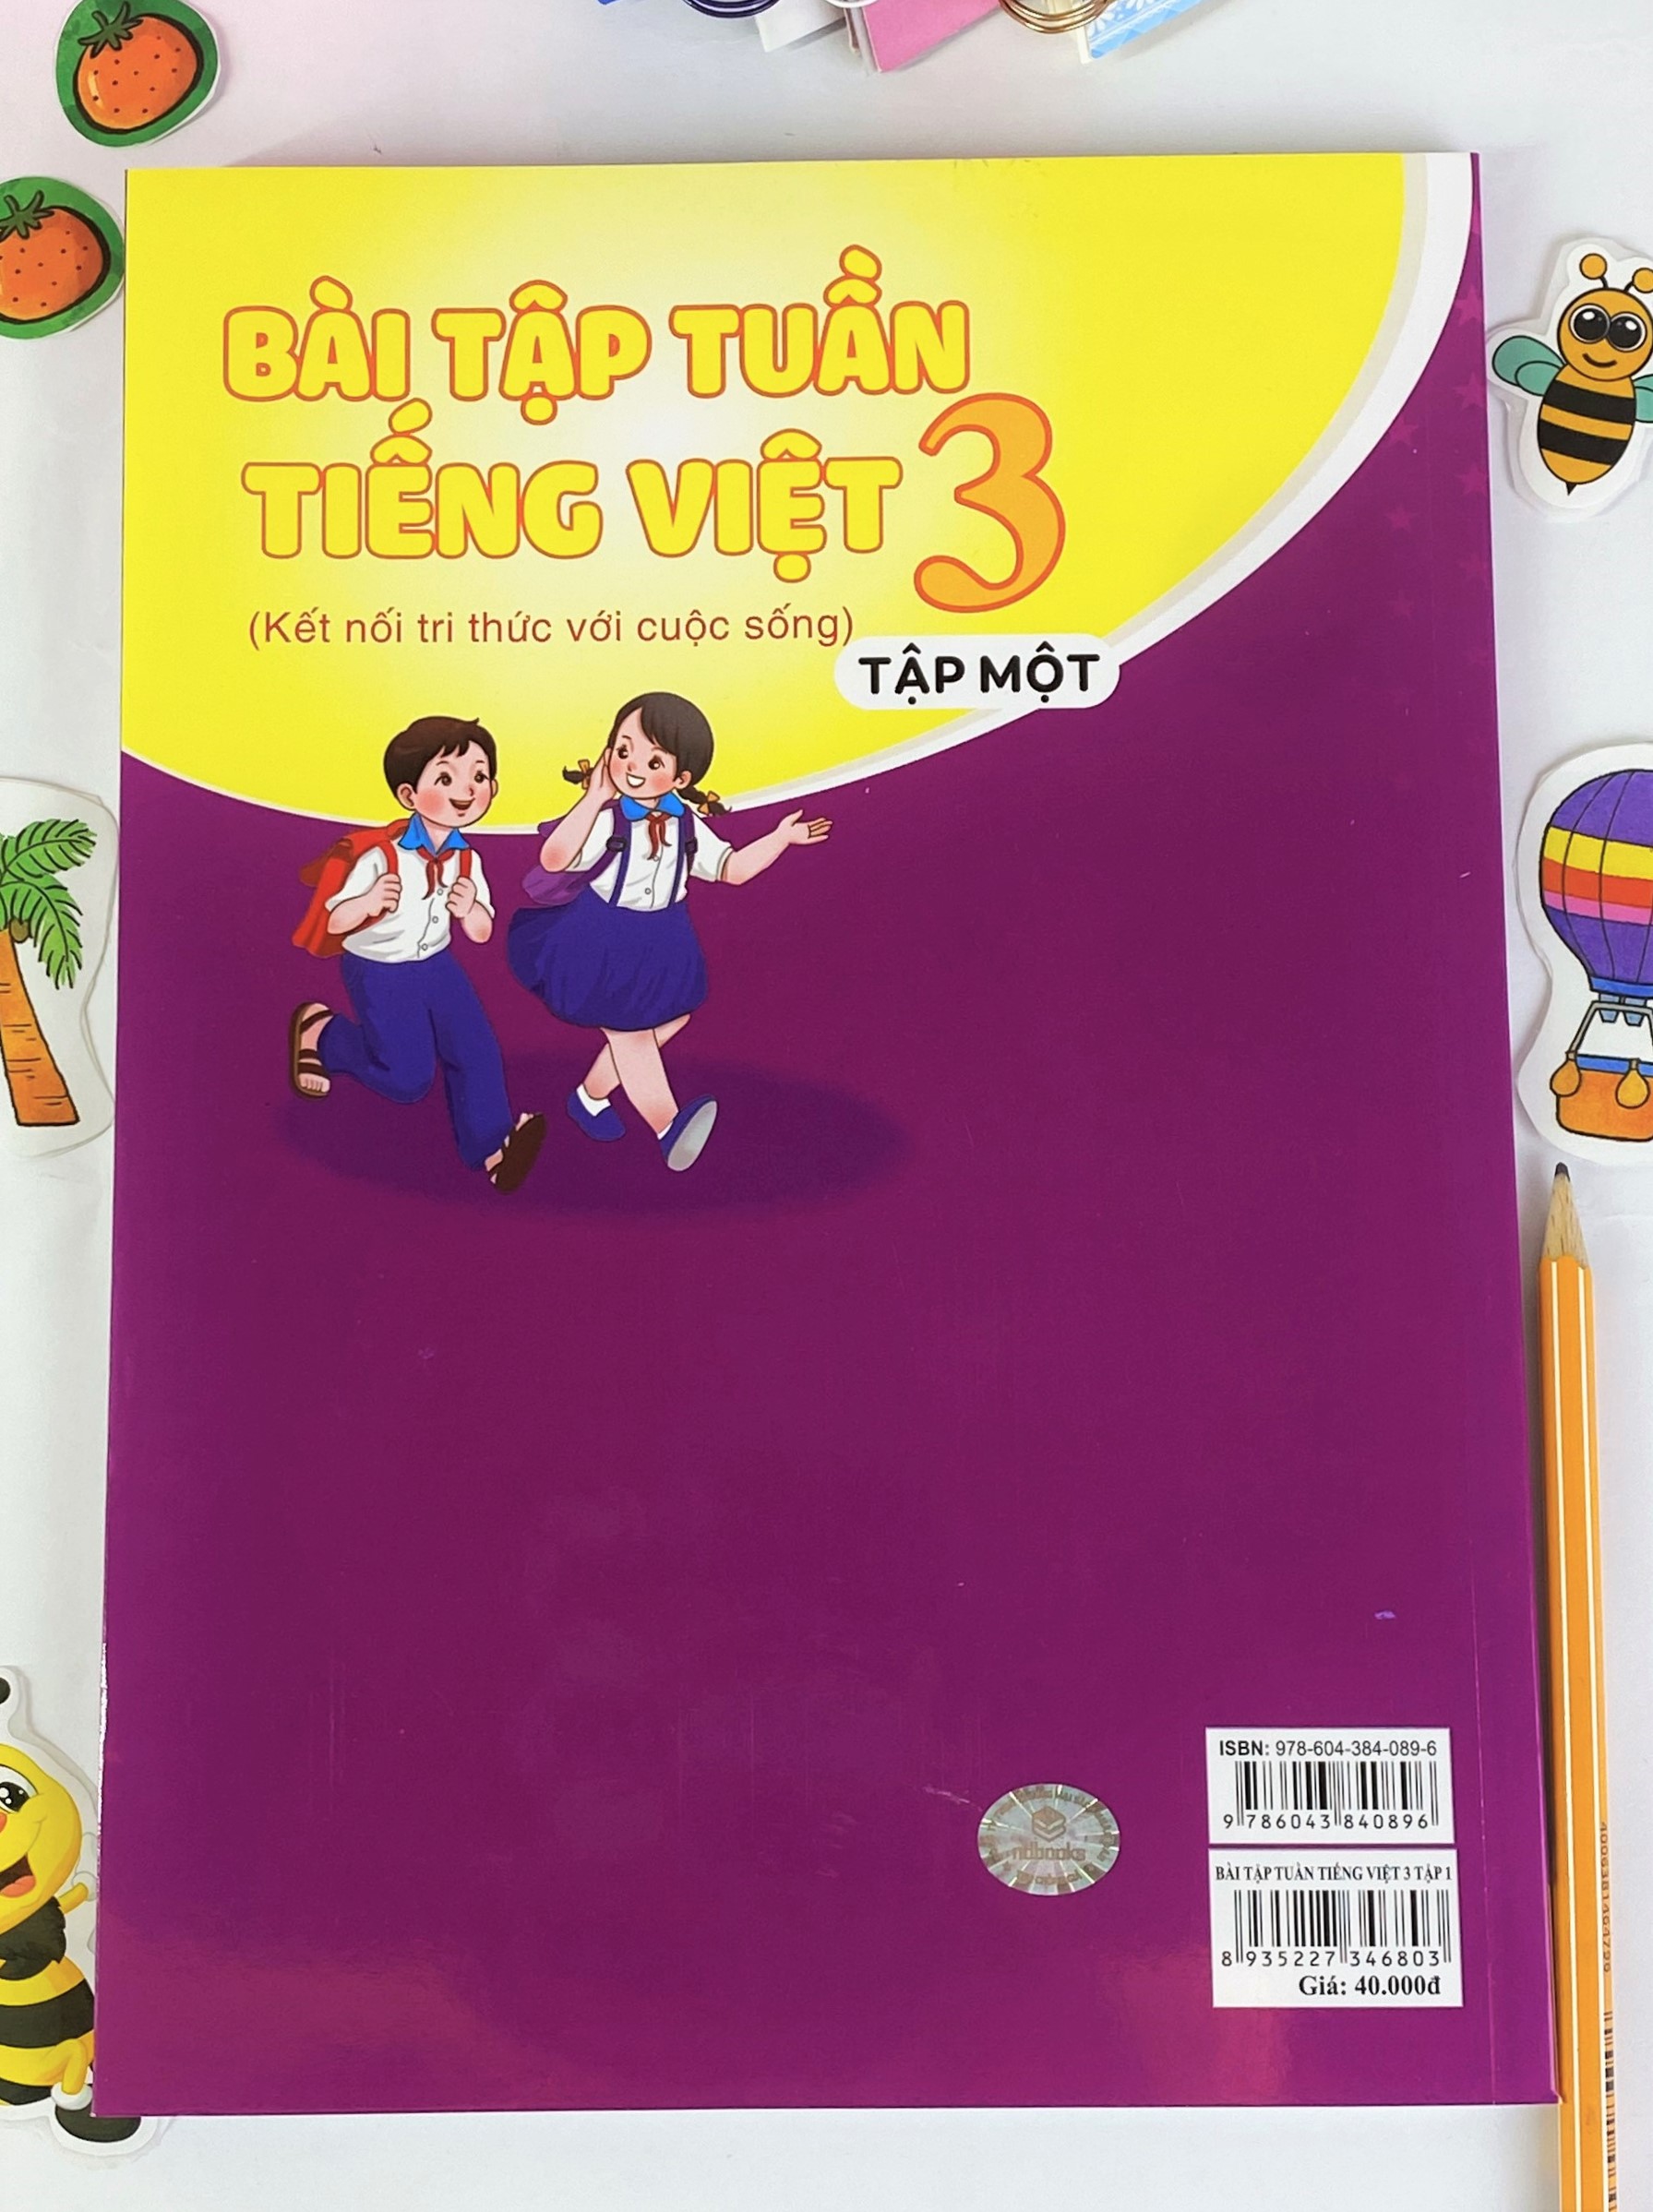 BÀI TẬP TUẦN
TIẾNG VIỆT 3
(Kết nối tri thức với cuộc sống)
TẬP MỘT
ISBN: 978-604-384-089-6
9 786043 840896
ntbooks
BÀI TẬP TUẦN TIẾNG VIỆT 3 TẬP 1
8 935227 346803
Giá: 40.000đ